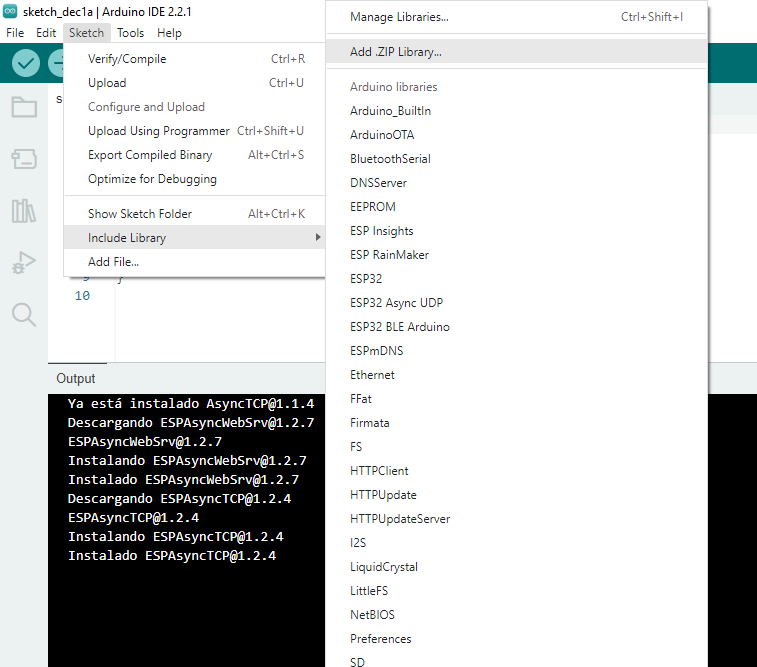 sketch_dec1a | Arduino IDE 2.2.1
File Edit Sketch Tools Help
Verify/Compile Ctrl+R
Upload Ctrl+U
Configure and Upload
Upload Using Programmer Ctrl+Shift+U
Export Compiled Binary Alt+Ctrl+S
Optimize for Debugging
Show Sketch Folder Alt+Ctrl+K
Include Library
Add File...
Manage Libraries... Ctrl+Shift+I
Add .ZIP Library...
Arduino libraries
Arduino_BuiltIn
ArduinoOTA
BluetoothSerial
DNSServer
EEPROM
ESP Insights
ESP RainMaker
ESP32
ESP32 Async UDP
ESP32 BLE Arduino
ESPmDNS
Ethernet
FFat
Firmata
FS
HTTPClient
HTTPUpdate
HTTPUpdateServer
I2S
LiquidCrystal
LittleFS
NetBIOS
Preferences
SD
s
9 }
10
Output
Ya está instalado AsyncTCP@1.1.4
Descargando ESPAsyncWebSrv@1.2.7
ESPAsyncWebSrv@1.2.7
Instalando ESPAsyncWebSrv@1.2.7
Instalado ESPAsyncWebSrv@1.2.7
Descargando ESPAsyncTCP@1.2.4
ESPAsyncTCP@1.2.4
Instalando ESPAsyncTCP@1.2.4
Instalado ESPAsyncTCP@1.2.4